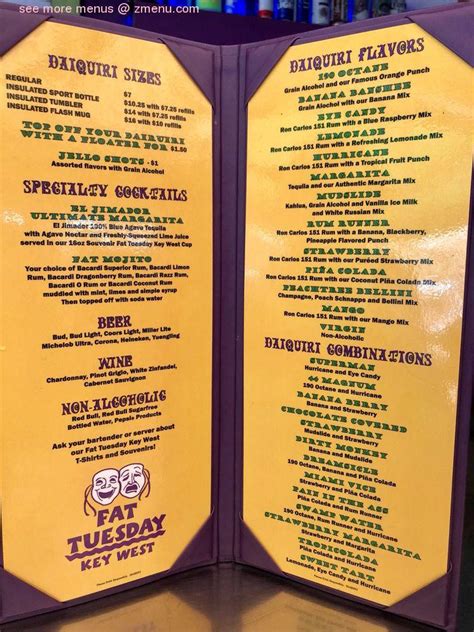 see more menus @ zmenu.com
DAIQUIRI SIZES
REGULAR $7
INSULATED SPORT BOTTLE $10.25 with $7.25 refills
INSULATED TUMBLER $14 with $7.25 refills
INSULATED FLASH MUG $16 with $10 refills
TOP OFF YOUR DAIQUIRI
WITH A FLOATER FOR $1.50
JELLO SHOTS - $1
Assorted flavors with Grain Alcohol
SPECIALTY COCKTAILS
EL JIMADOR
ULTIMATE MARGARITA
El Jimador 100% Blue Agave Tequila
with Agave Nectar and Freshly-Squeezed Lime Juice
served in our 16oz Souvenir Fat Tuesday Key West Cup
FAT MOJITO
Your choice of Bacardi Superior Rum, Bacardi Limon
Rum, Bacardi Dragonberry Rum, Bacardi Razz Rum,
Bacardi O Rum or Bacardi Coconut Rum
muddled with mint, limes and simple syrup
Then topped off with soda water
BEER
Bud, Bud Light, Coors Light, Miller Lite
Michelob Ultra, Corona, Heineken, Yuengling
WINE
Chardonnay, Pinot Grigio, White Zinfandel,
Cabernet Sauvignon
NON-ALCOHOLIC
Red Bull, Red Bull Sugarfree
Bottled Water, Pepsi Products
Ask your bartender or server about
our Fat Tuesday Key West
T-Shirts and Souvenirs!
FAT
TUESDAY
KEY WEST
DAIQUIRI FLAVORS
190 OCTANE
Grain Alcohol and our Famous Orange Punch
BANANA BANSHEE
Grain Alcohol with our Banana Mix
EYE CANDY
Ron Carlos 151 Rum with a Blue Raspberry Mix
LEMONADE
Ron Carlos 151 Rum with a Refreshing Lemonade Mix
HURRICANE
Ron Carlos 151 Rum with a Tropical Fruit Punch
MARGARITA
Tequila and our Authentic Margarita Mix
MUDSLIDE
Kahlua, Grain Alcohol and Vanilla Ice Milk
and White Russian Mix
RUM RUNNER
Ron Carlos 151 Rum with a Banana, Blackberry,
Pineapple Flavored Punch
STRAWBERRY
Ron Carlos 151 Rum with our Puréed Strawberry Mix
PIÑA COLADA
Ron Carlos 151 Rum with our Coconut Piña Colada Mix
PEACHTREE BELLINI
Champagne, Peach Schnapps and Bellini Mix
MANGO
Ron Carlos 151 Rum with our Mango Mix
VIRGIN
Non-Alcoholic
DAIQUIRI COMBINATIONS
SUPERMAN
Hurricane and Eye Candy
44 MAGNUM
190 Octane, Banana
BANANA BERRY
Banana and Strawberry
CHOCOLATE COVERED
STRAWBERRY
Mudslide and Strawberry
DIRTY MONKEY
Banana and Mudslide
DREAMSICLE
190 Octane, Banana and Piña Colada
MIAMI VICE
Strawberry and Piña Colada
PAIN IN THE ASS
190 Octane, Rum Runner and Piña Colada
SWAMP WATER
190 Octane, Rum Runner and Hurricane
STRAWBERRY MARGARITA
Strawberry and Margarita
TROPICOLADA
Piña Colada and Hurricane
SWEET TART
Lemonade, Eye Candy and Hurricane